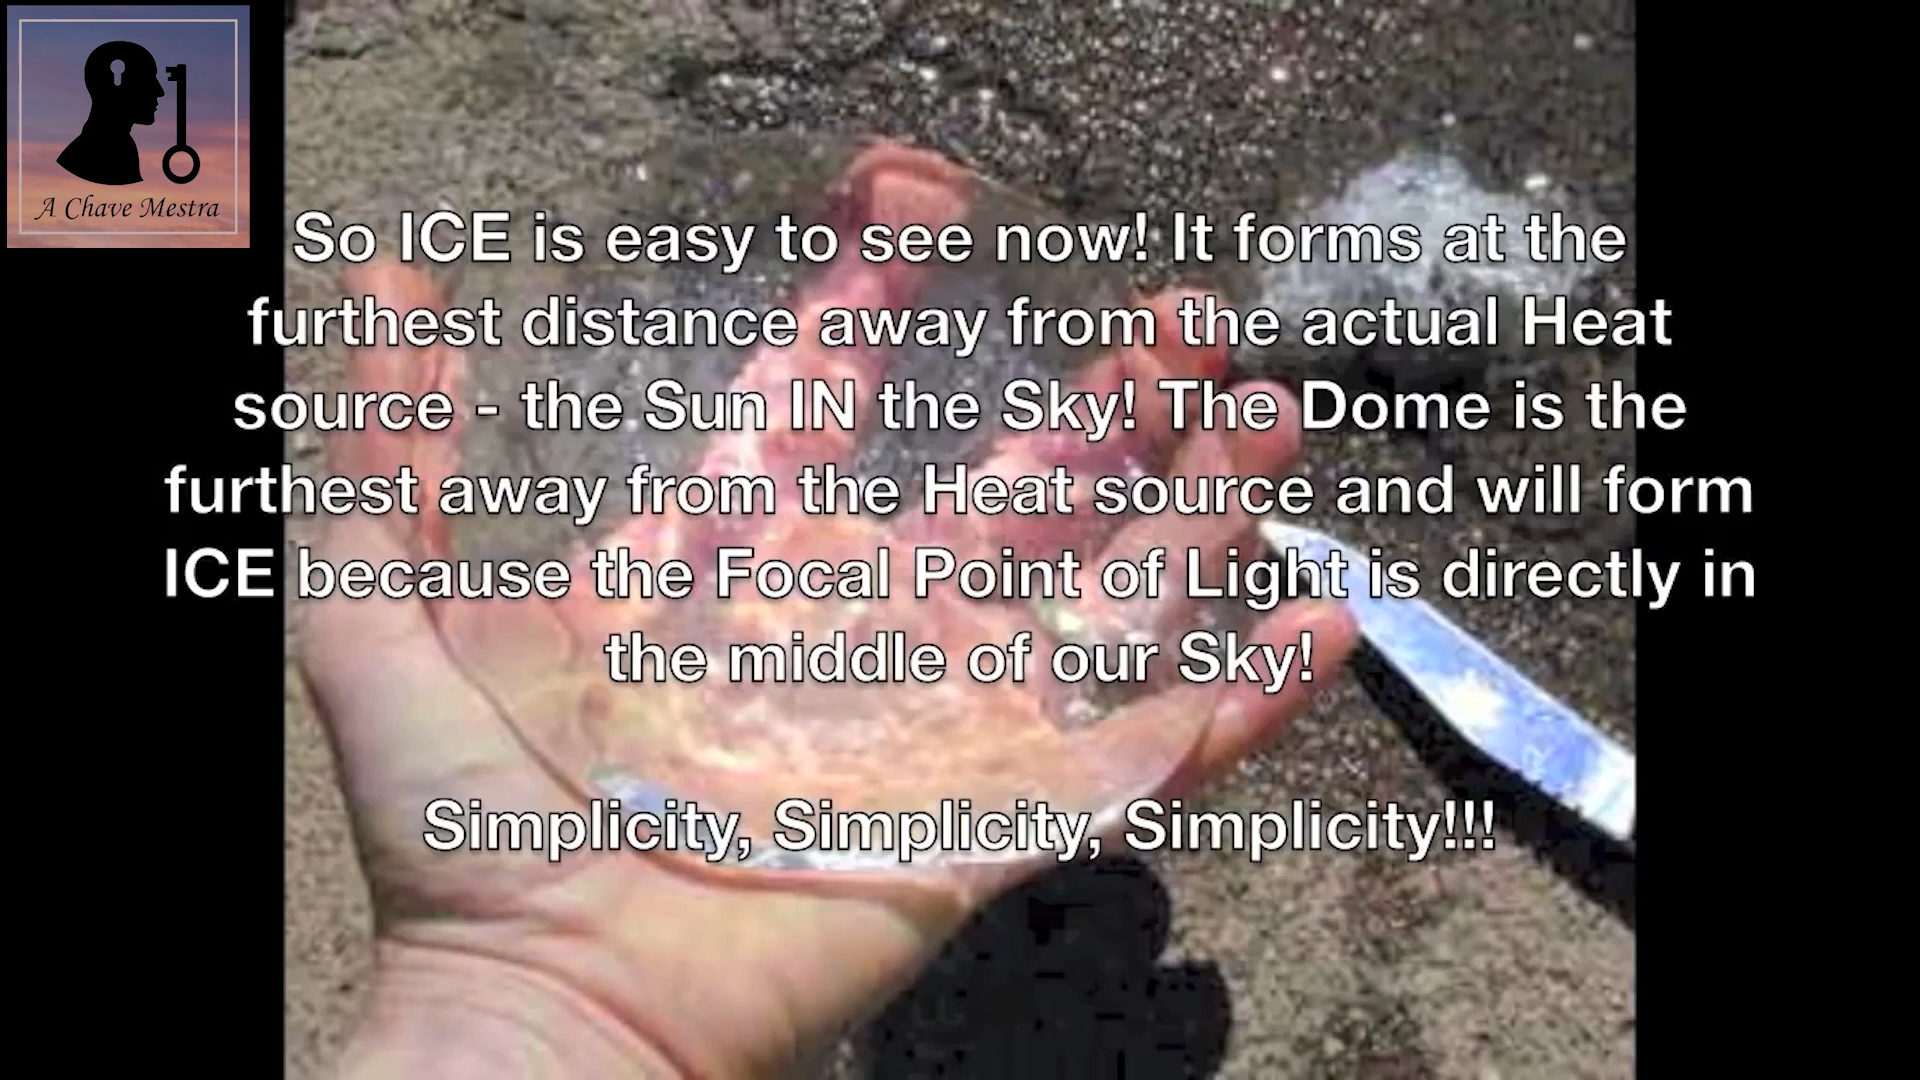 A Chave Mestra
So ICE is easy to see now! It forms at the
furthest distance away from the actual Heat
source - the Sun IN the Sky! The Dome is the
furthest away from the Heat source and will form
ICE because the Focal Point of Light is directly in
the middle of our Sky!
Simplicity, Simplicity, Simplicity!!!